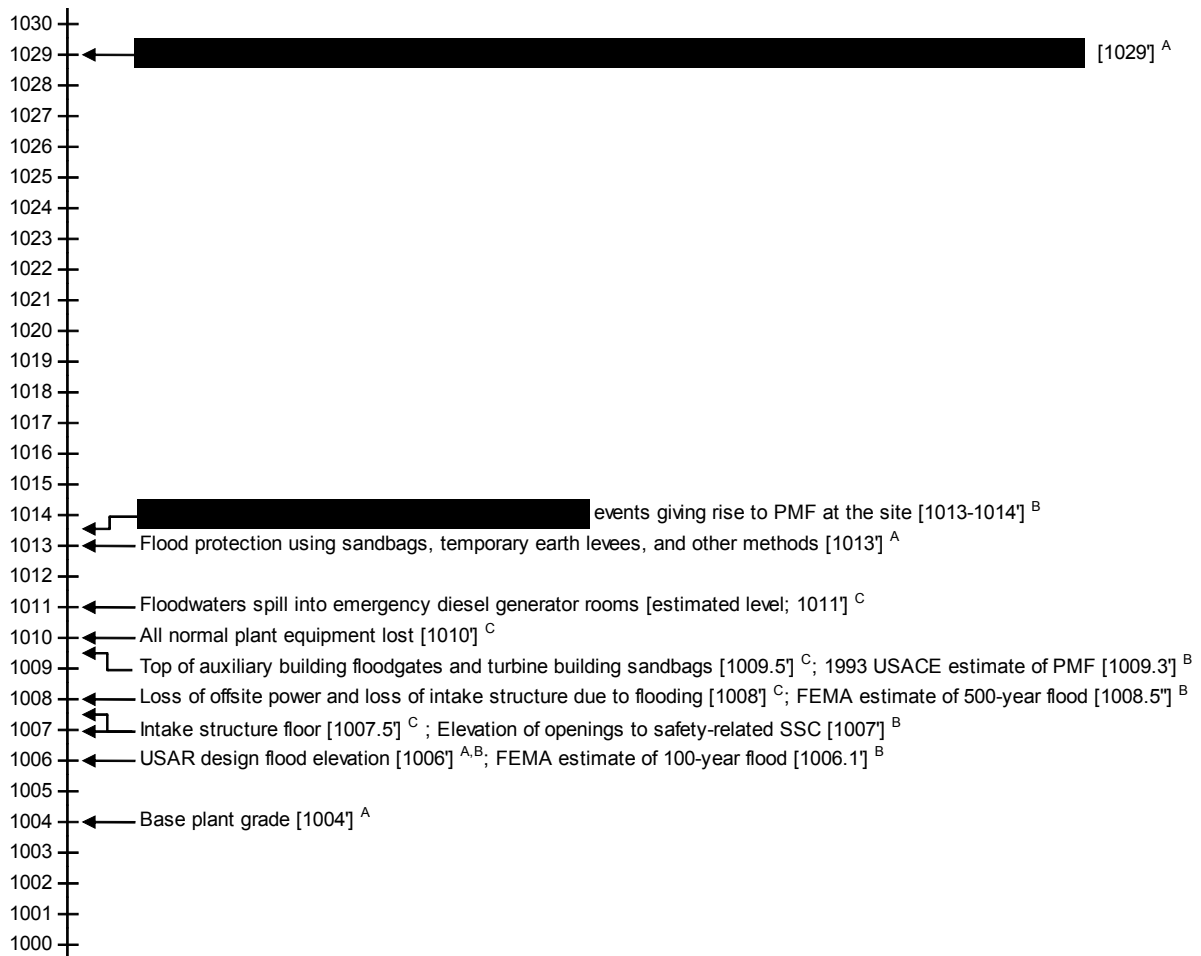 1030
1029 [1029'] A
1028
1027
1026
1025
1024
1023
1022
1021
1020
1019
1018
1017
1016
1015
1014 events giving rise to PMF at the site [1013-1014'] B
1013 Flood protection using sandbags, temporary earth levees, and other methods [1013'] A
1012
1011 Floodwaters spill into emergency diesel generator rooms [estimated level; 1011'] C
1010 All normal plant equipment lost [1010'] C
1009 Top of auxiliary building floodgates and turbine building sandbags [1009.5'] C; 1993 USACE estimate of PMF [1009.3'] B
1008 Loss of offsite power and loss of intake structure due to flooding [1008'] C; FEMA estimate of 500-year flood [1008.5"] B
1007 Intake structure floor [1007.5'] C ; Elevation of openings to safety-related SSC [1007'] B
1006 USAR design flood elevation [1006'] A,B; FEMA estimate of 100-year flood [1006.1'] B
1005
1004 Base plant grade [1004'] A
1003
1002
1001
1000